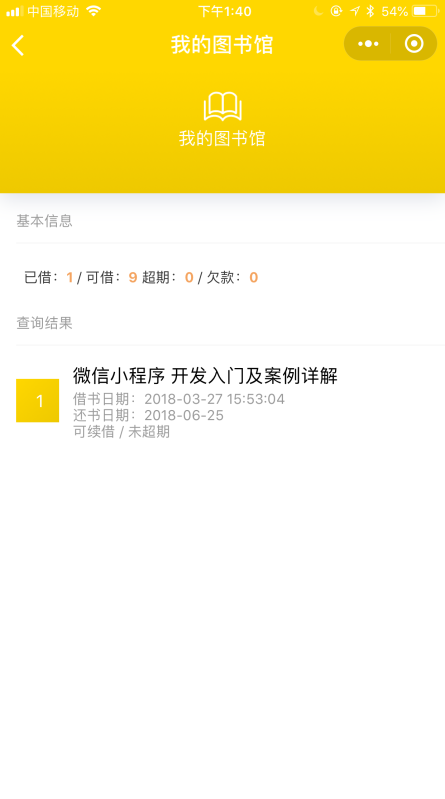 中国移动 下午1:40 54%
我的图书馆
我的图书馆
基本信息
已借：1 / 可借：9 超期：0 / 欠款：0
查询结果
1
微信小程序 开发入门及案例详解
借书日期：2018-03-27 15:53:04
还书日期：2018-06-25
可续借 / 未超期